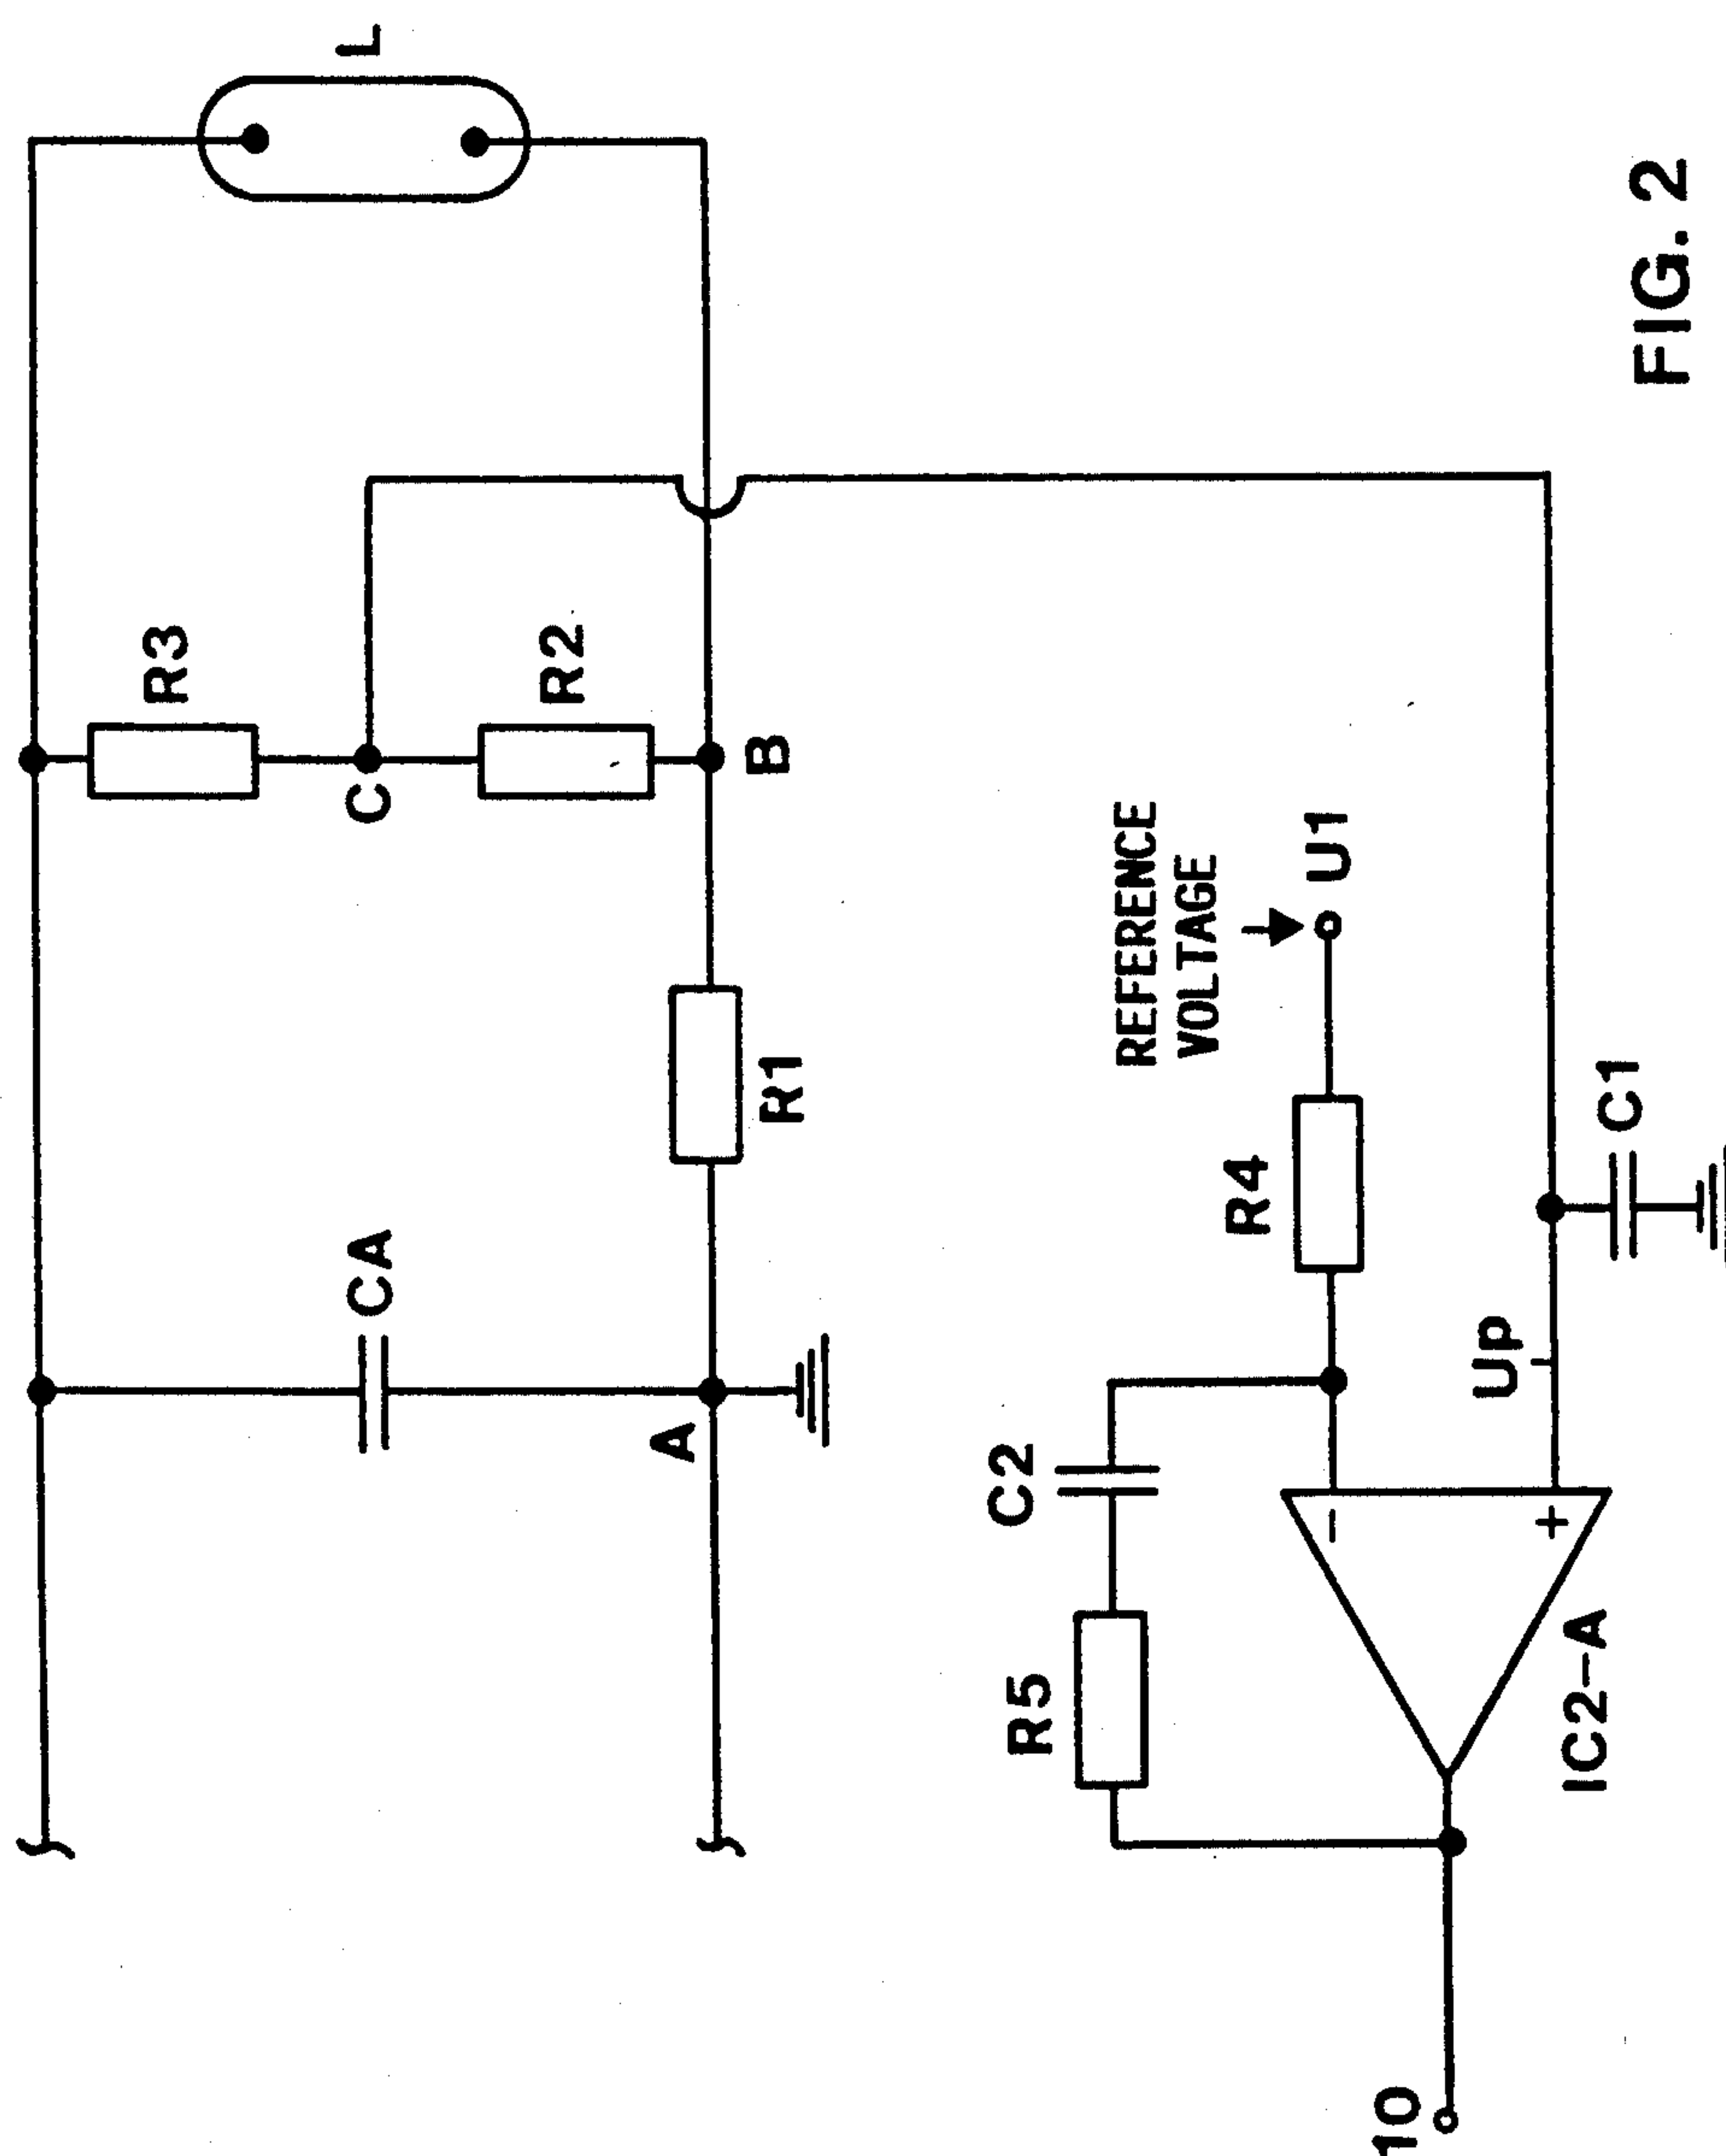 R3
CA
C
L
R2
A
R1
B
R5
C2
REFERENCE
VOLTAGE
R4
U1
-
10
Up
+
IC2-A
C1
FIG. 2